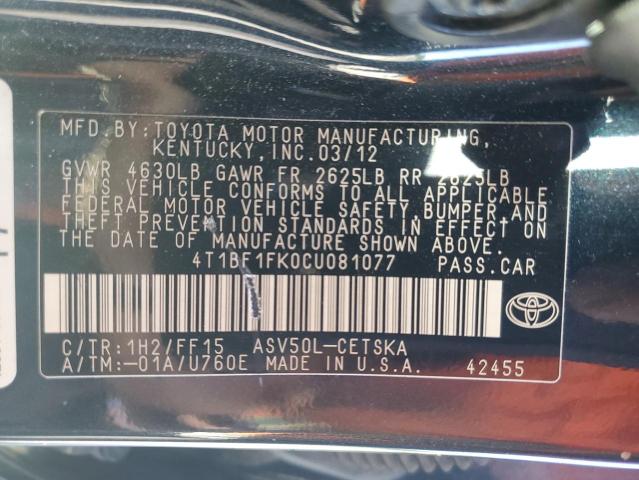 MFD.BY:TOYOTA MOTOR MANUFACTURING,
KENTUCKY,INC.03/12
GVWR 4630LB GAWR FR 2625LB RR 2625LB
THIS VEHICLE CONFORMS TO ALL APPLICABLE
FEDERAL MOTOR VEHICLE SAFETY,BUMPER,AND
THEFT PREVENTION STANDARDS IN EFFECT ON
THE DATE OF MANUFACTURE SHOWN ABOVE.
4T1BF1FK0CU081077 PASS.CAR
C/TR:1H2/FF15 ASV50L-CETSKA
A/TM:-01A/U760E MADE IN U.S.A. 42455